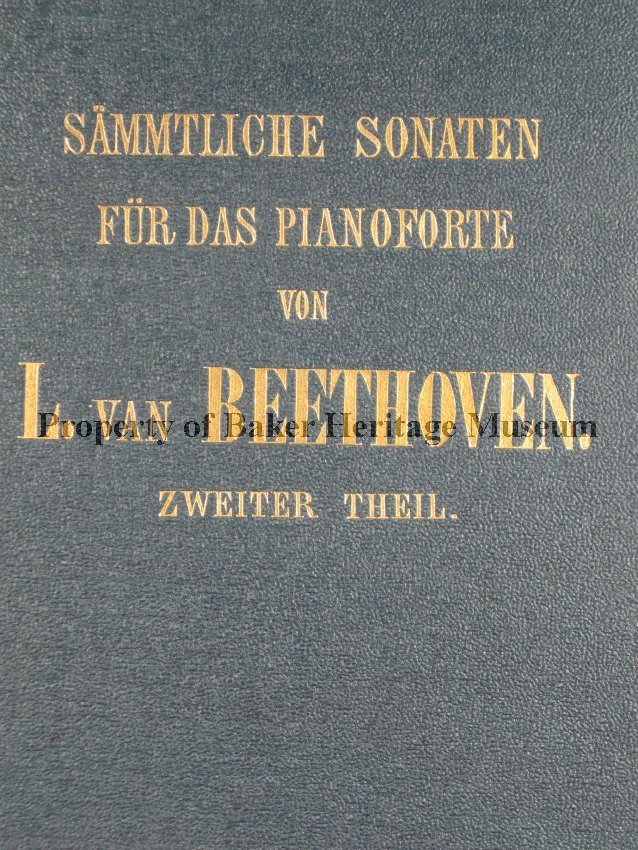 SÄMMTLICHE SONATEN
FÜR DAS PIANOFORTE
VON
L. VAN BEETHOVEN.
Property of Baker Heritage Museum
ZWEITER THEIL.